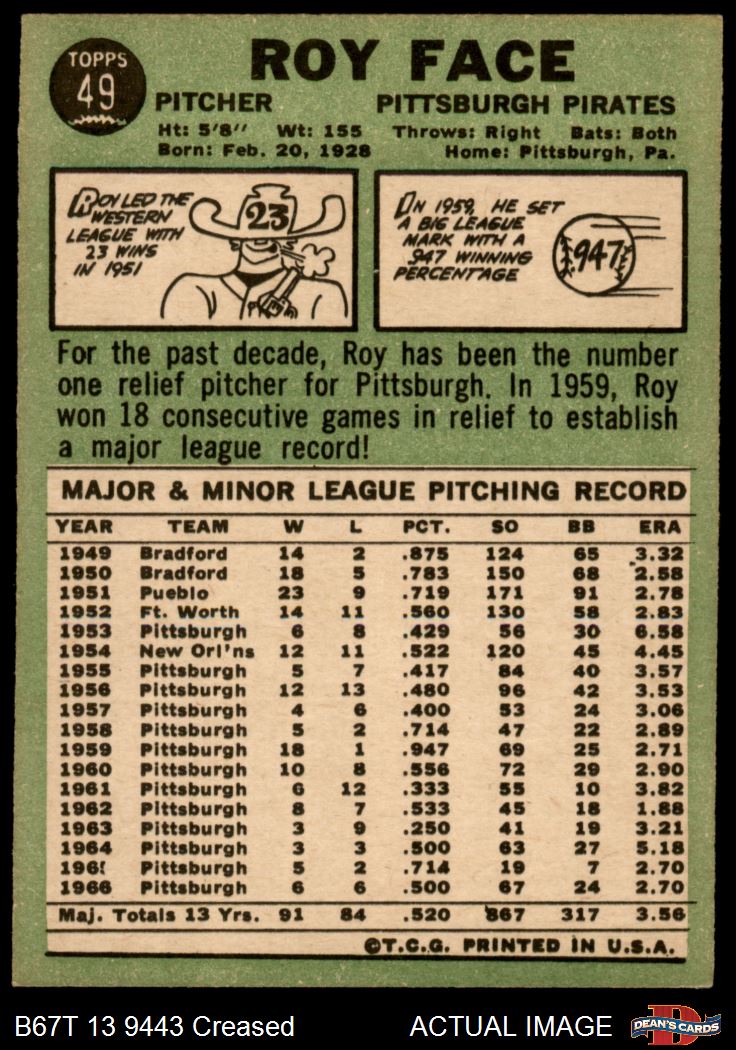 TOPPS
49
ROY FACE
PITCHER PITTSBURGH PIRATES
Ht: 5'8" Wt: 155 Throws: Right Bats: Both
Born: Feb. 20, 1928 Home: Pittsburgh, Pa.
ROY LED THE
WESTERN
LEAGUE WITH
23 WINS
IN 1951
23
IN 1959, HE SET
A BIG LEAGUE
MARK WITH A
.947 WINNING
PERCENTAGE
.947
For the past decade, Roy has been the number
one relief pitcher for Pittsburgh. In 1959, Roy
won 18 consecutive games in relief to establish
a major league record!
MAJOR & MINOR LEAGUE PITCHING RECORD
YEAR TEAM W L PCT. SO BB ERA
1949 Bradford 14 2 .875 124 65 3.32
1950 Bradford 18 5 .783 150 68 2.58
1951 Pueblo 23 9 .719 171 91 2.78
1952 Ft. Worth 14 11 .560 130 58 2.83
1953 Pittsburgh 6 8 .429 56 30 6.58
1954 New Orl'ns 12 11 .522 120 45 4.45
1955 Pittsburgh 5 7 .417 84 40 3.57
1956 Pittsburgh 12 13 .480 96 42 3.53
1957 Pittsburgh 4 6 .400 53 24 3.06
1958 Pittsburgh 5 2 .714 47 22 2.89
1959 Pittsburgh 18 1 .947 69 25 2.71
1960 Pittsburgh 10 8 .556 72 29 2.90
1961 Pittsburgh 6 12 .333 55 10 3.82
1962 Pittsburgh 8 7 .533 45 18 1.88
1963 Pittsburgh 3 9 .250 41 19 3.21
1964 Pittsburgh 3 3 .500 63 27 5.18
1965 Pittsburgh 5 2 .714 19 7 2.70
1966 Pittsburgh 6 6 .500 67 24 2.70
Maj. Totals 13 Yrs. 91 84 .520 867 317 3.56
©T.C.G. PRINTED IN U.S.A.
B67T 13 9443 Creased ACTUAL IMAGE
DEAN'S CARDS